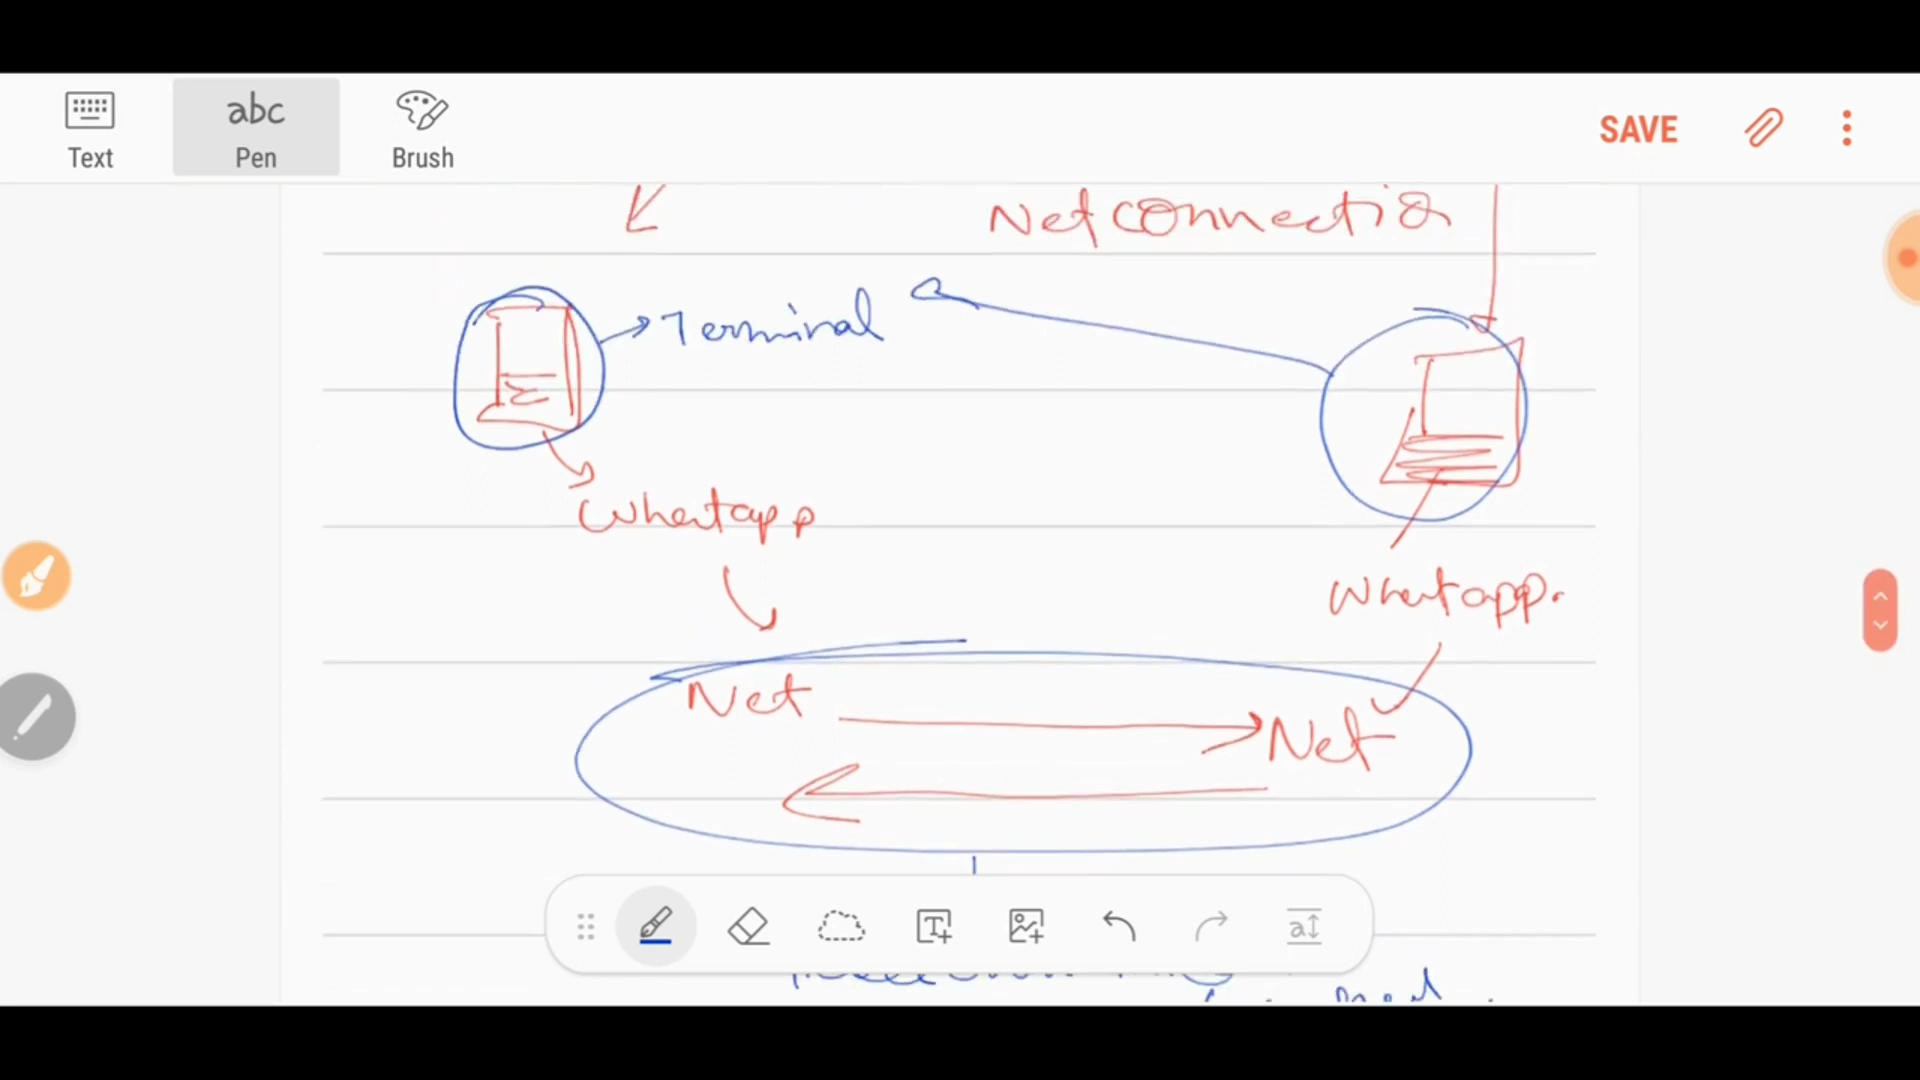 Text
abc
Pen
Brush
SAVE
Net connection
Terminal
Whatapp
Whatapp.
Net
Net